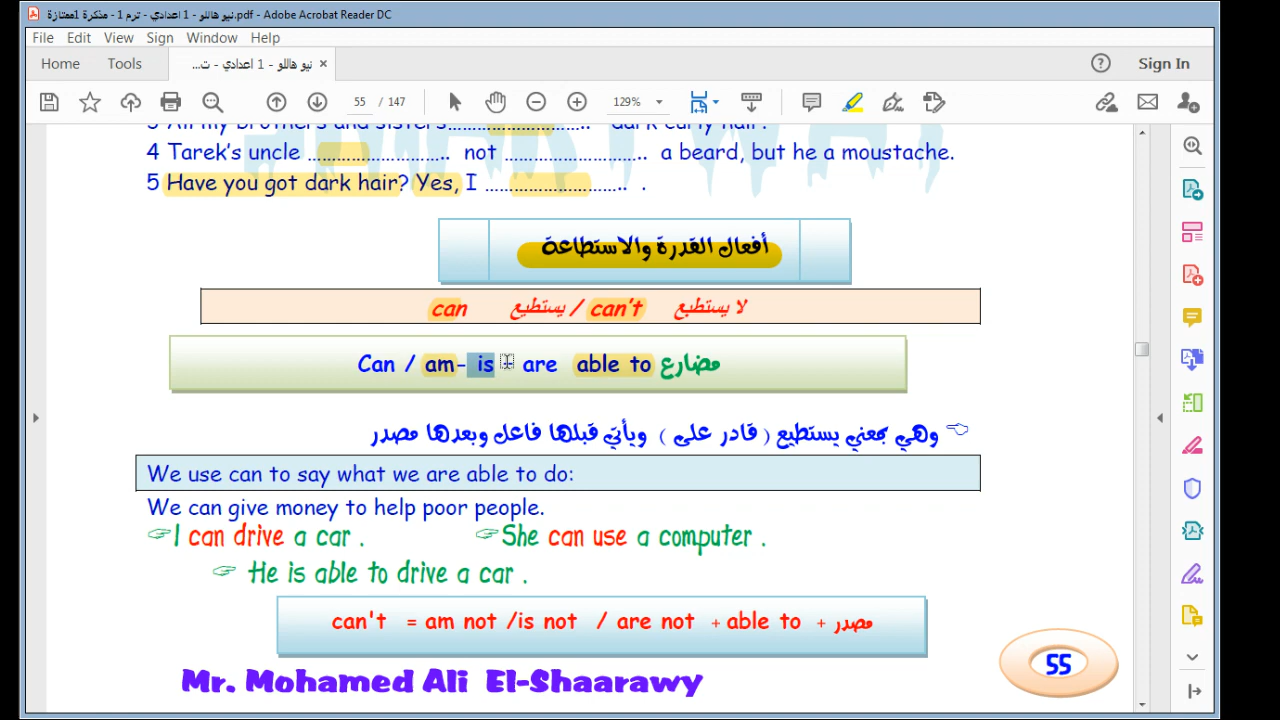 نيو هاللو - 1 اعدادي - ترم 1 - مذكرة 1ممتازة.pdf - Adobe Acrobat Reader DC
File Edit View Sign Window Help
Home Tools نيو هاللو - 1 اعدادي - ت... × ? Sign In
55 / 147 129%
4 Tarek's uncle .................... not .................... a beard, but he a moustache.
5 Have you got dark hair? Yes, I .................... .
أفعال القدرة والاستطاعة
can يستطيع / can't لا يستطيع
Can / am- is - are able to مضارع
وهي بمعني يستطيع ( قادر على ) ويأتي قبلها فاعل وبعدها مصدر
We use can to say what we are able to do:
We can give money to help poor people.
I can drive a car . She can use a computer .
He is able to drive a car .
can't = am not /is not / are not + able to + مصدر
Mr. Mohamed Ali El-Shaarawy
55